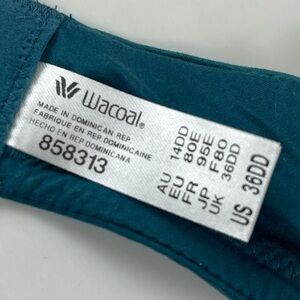 Wacoal®
MADE IN DOMINICAN REP.
FABRIQUE EN REP. DOMINICAINE
HECHO EN REP. DOMINICANA
858313
AU 14DD
EU 80E
FR 95E
JP F80
UK 36DD
US 36DD